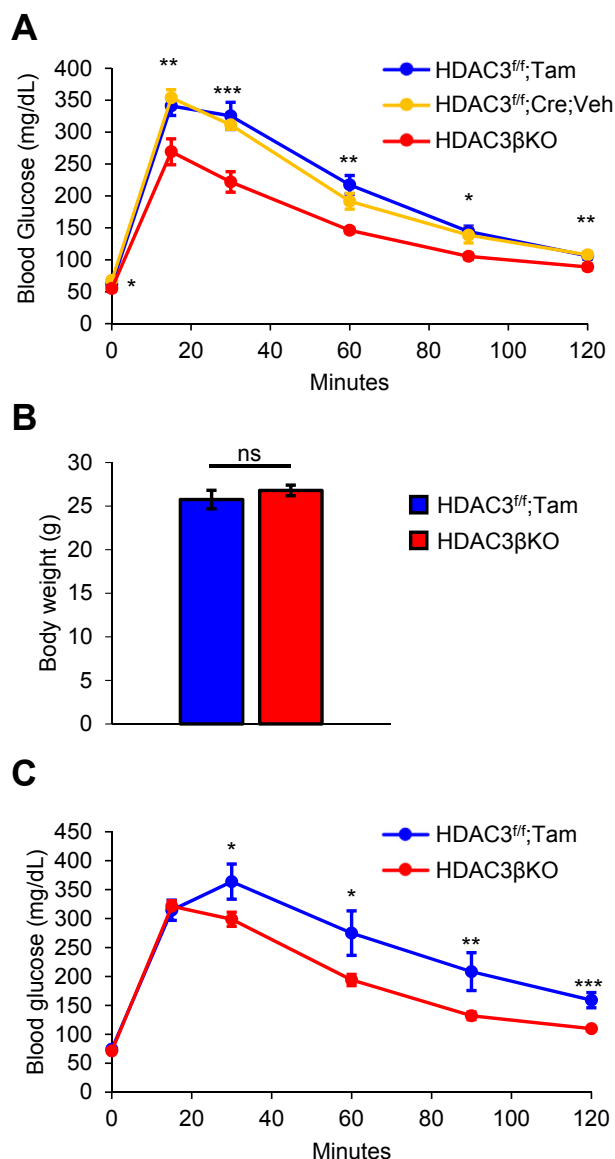 A
HDAC3f/f;Tam
HDAC3f/f;Cre;Veh
HDAC3βKO
Blood Glucose (mg/dL)
400
350
300
250
200
150
100
50
0
** *** ** * ** *
0 20 40 60 80 100 120
Minutes
B
ns
HDAC3f/f;Tam
HDAC3βKO
Body weight (g)
30
25
20
15
10
5
0
C
HDAC3f/f;Tam
HDAC3βKO
Blood glucose (mg/dL)
450
400
350
300
250
200
150
100
50
0
* * ** ***
0 20 40 60 80 100 120
Minutes